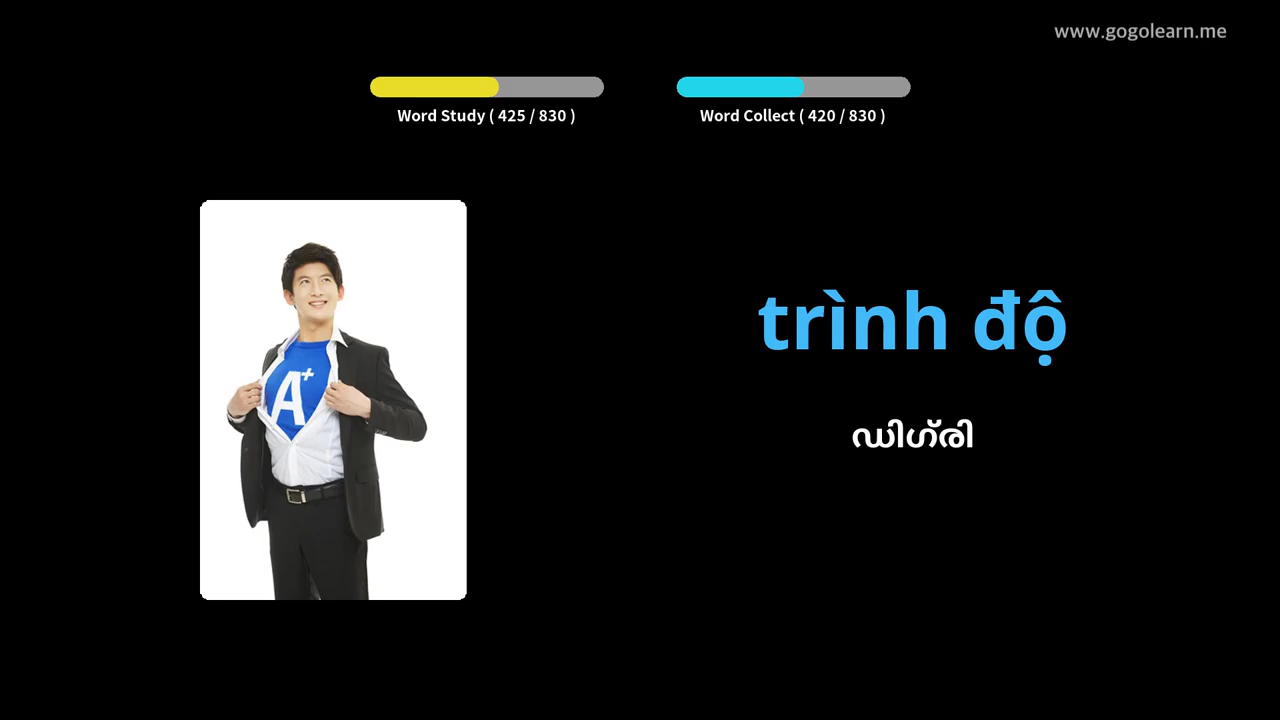 www.gogolearn.me
Word Study ( 425 / 830 )
Word Collect ( 420 / 830 )
A+
trình độ
ഡിഗ്രി